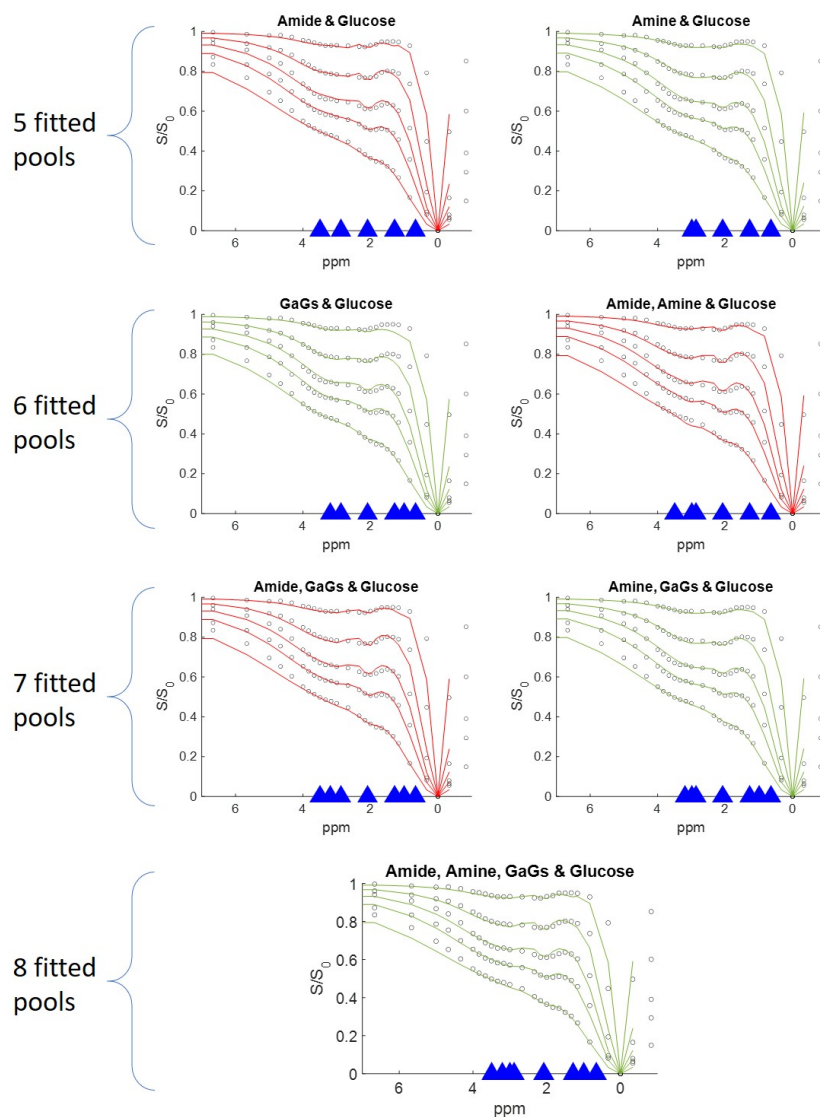 Amide & Glucose
Amine & Glucose
5 fitted
pools
1
0.8
0.6
0.4
0.2
0
S/S0
6
4
2
0
ppm
1
0.8
0.6
0.4
0.2
0
S/S0
6
4
2
0
ppm
GaGs & Glucose
Amide, Amine & Glucose
6 fitted
pools
1
0.8
0.6
0.4
0.2
0
S/S0
6
4
2
0
ppm
1
0.8
0.6
0.4
0.2
0
S/S0
6
4
2
0
ppm
Amide, GaGs & Glucose
Amine, GaGs & Glucose
7 fitted
pools
1
0.8
0.6
0.4
0.2
0
S/S0
6
4
2
0
ppm
1
0.8
0.6
0.4
0.2
0
S/S0
6
4
2
0
ppm
Amide, Amine, GaGs & Glucose
8 fitted
pools
1
0.8
0.6
0.4
0.2
0
S/S0
6
4
2
0
ppm